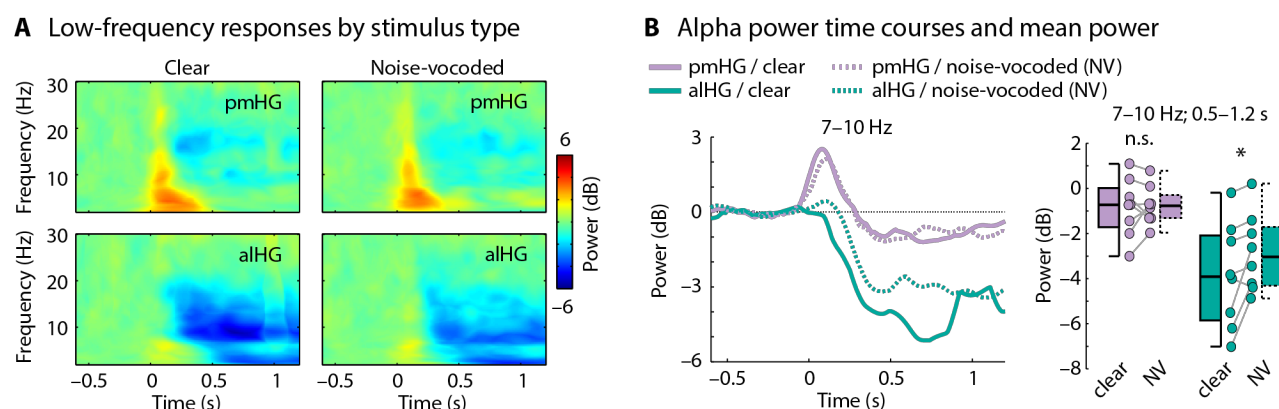 A Low-frequency responses by stimulus type
Clear
Noise-vocoded
Frequency (Hz)
30
20
10
pmHG
pmHG
Frequency (Hz)
30
20
10
alHG
alHG
−0.5 0 0.5 1
−0.5 0 0.5 1
Time (s)
Time (s)
6
Power (dB)
−6
B Alpha power time courses and mean power
pmHG / clear
pmHG / noise-vocoded (NV)
alHG / clear
alHG / noise-vocoded (NV)
7–10 Hz
Power (dB)
3
0
−3
−6
−0.5 0 0.5 1
Time (s)
7–10 Hz; 0.5–1.2 s
n.s.
*
Power (dB)
2
0
−2
−4
−6
−8
clear NV clear NV